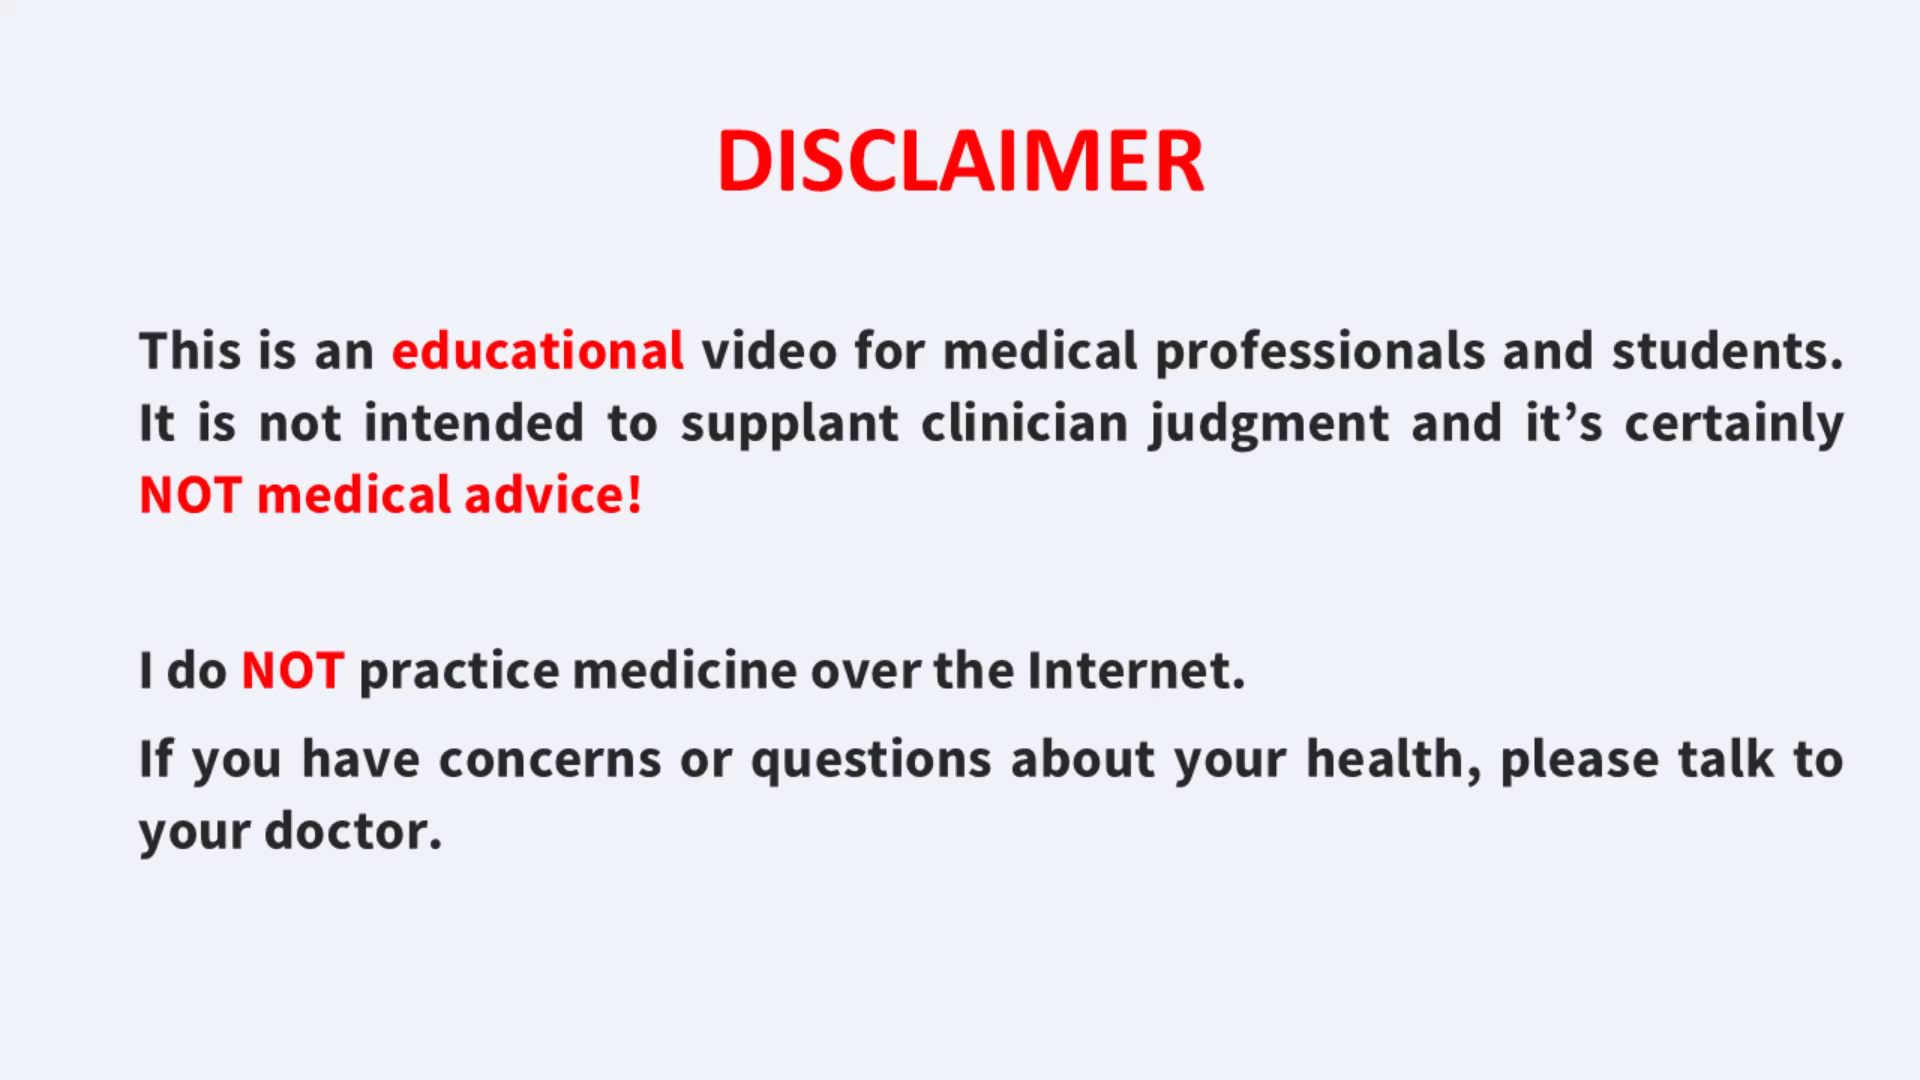 DISCLAIMER
This is an educational video for medical professionals and students.
It is not intended to supplant clinician judgment and it’s certainly
NOT medical advice!
I do NOT practice medicine over the Internet.
If you have concerns or questions about your health, please talk to
your doctor.